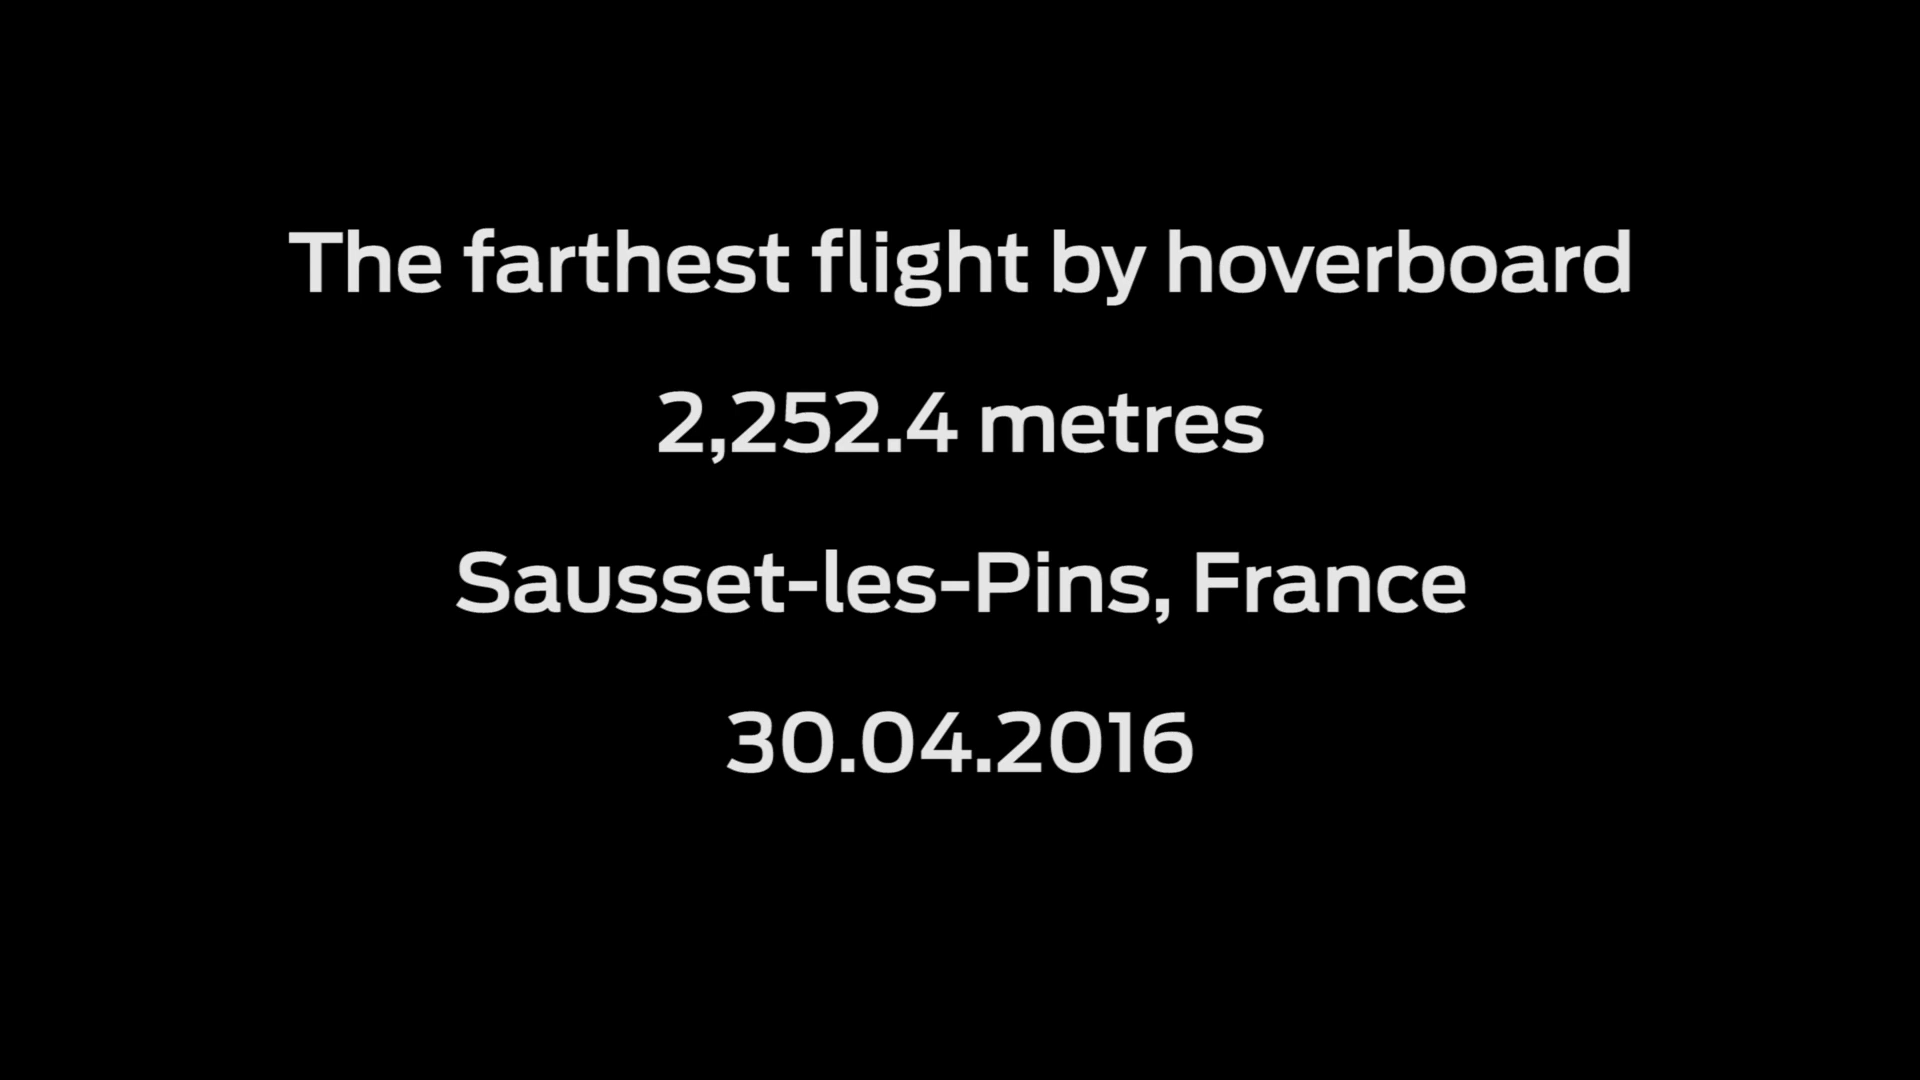 The farthest flight by hoverboard
2,252.4 metres
Sausset-les-Pins, France
30.04.2016